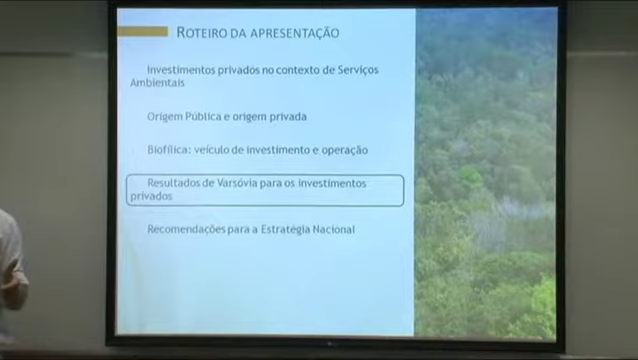 ROTEIRO DA APRESENTAÇÃO
Investimentos privados no contexto de Serviços
Ambientais
Origem Pública e origem privada
Biofílica: veículo de investimento e operação
Resultados de Varsóvia para os investimentos
privados
Recomendações para a Estratégia Nacional